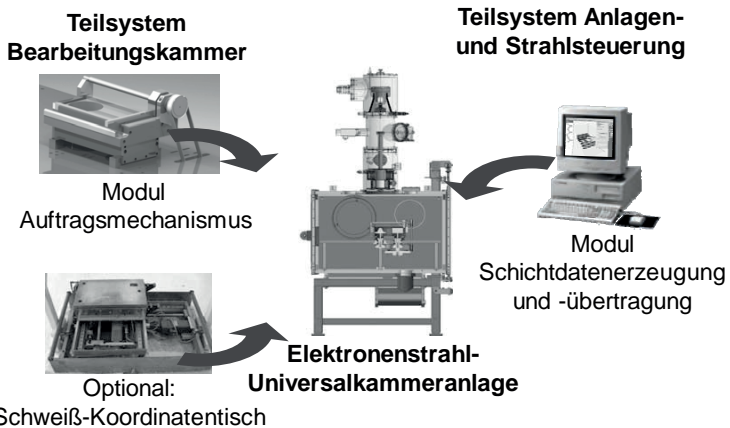 Teilsystem
Bearbeitungskammer
Teilsystem Anlagen-
und Strahlsteuerung
Modul
Auftragsmechanismus
Modul
Schichtdatenerzeugung
und -übertragung
Optional:
Schweiß-Koordinatentisch
Elektronenstrahl-
Universalkammeranlage